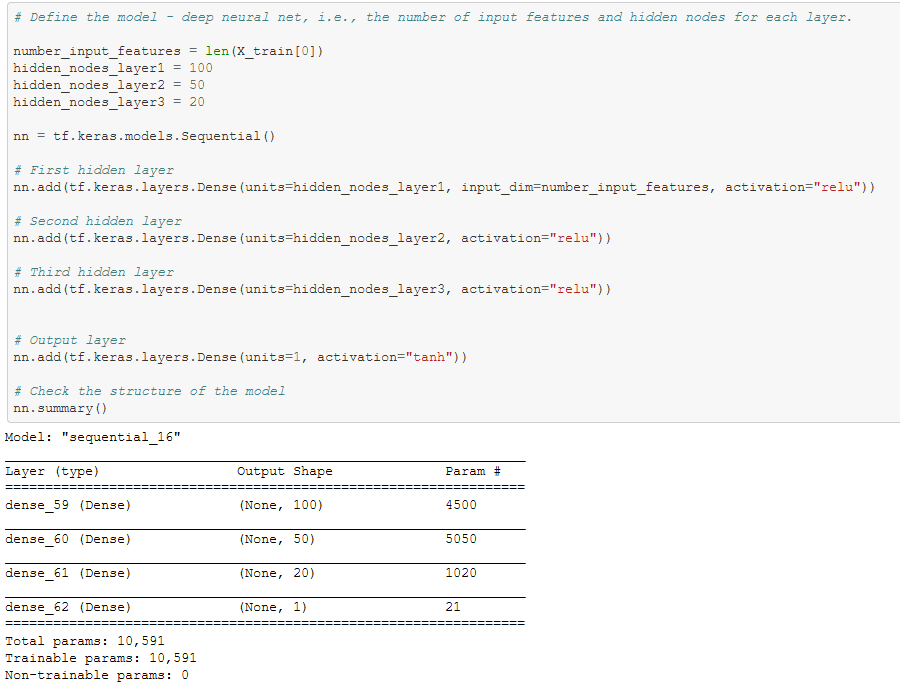 # Define the model - deep neural net, i.e., the number of input features and hidden nodes for each layer.
number_input_features = len(X_train[0])
hidden_nodes_layer1 = 100
hidden_nodes_layer2 = 50
hidden_nodes_layer3 = 20
nn = tf.keras.models.Sequential()
# First hidden layer
nn.add(tf.keras.layers.Dense(units=hidden_nodes_layer1, input_dim=number_input_features, activation="relu"))
# Second hidden layer
nn.add(tf.keras.layers.Dense(units=hidden_nodes_layer2, activation="relu"))
# Third hidden layer
nn.add(tf.keras.layers.Dense(units=hidden_nodes_layer3, activation="relu"))
# Output layer
nn.add(tf.keras.layers.Dense(units=1, activation="tanh"))
# Check the structure of the model
nn.summary()
Model: "sequential_16"
Layer (type) Output Shape Param #
dense_59 (Dense) (None, 100) 4500
dense_60 (Dense) (None, 50) 5050
dense_61 (Dense) (None, 20) 1020
dense_62 (Dense) (None, 1) 21
Total params: 10,591
Trainable params: 10,591
Non-trainable params: 0